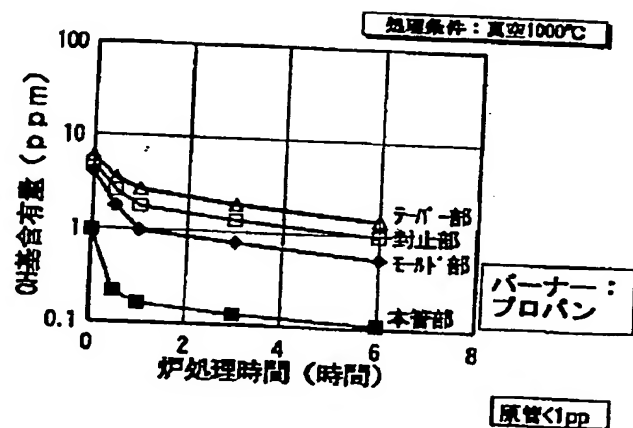 処理条件：真空1000℃
100
10
1
0.1
OH基含有量（ppm）
テーパー部
封止部
モールド部
本管部
0 2 4 6 8
炉処理時間（時間）
バーナー：
プロパン
原管<1pp